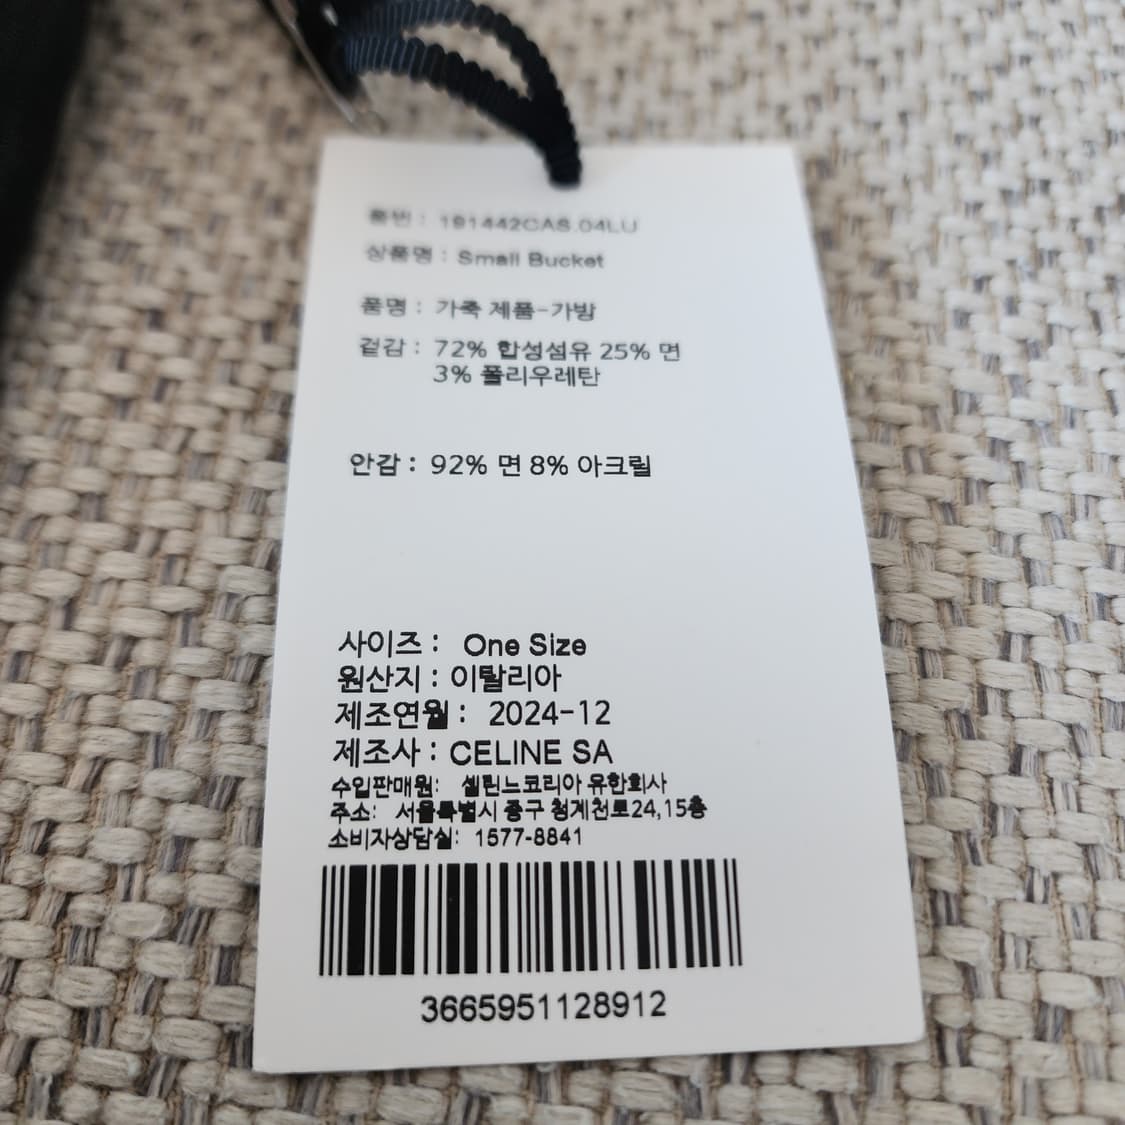 품번 : 191442CAS.04LU
상품명 : Small Bucket
품명 : 가죽 제품-가방
겉감 : 72% 합성섬유 25% 면
3% 폴리우레탄
안감 : 92% 면 8% 아크릴
사이즈 : One Size
원산지 : 이탈리아
제조연월 : 2024-12
제조사 : CELINE SA
수입판매원: 셀린느코리아 유한회사
주소: 서울특별시 중구 청계천로24,15층
소비자상담실: 1577-8841
3665951128912